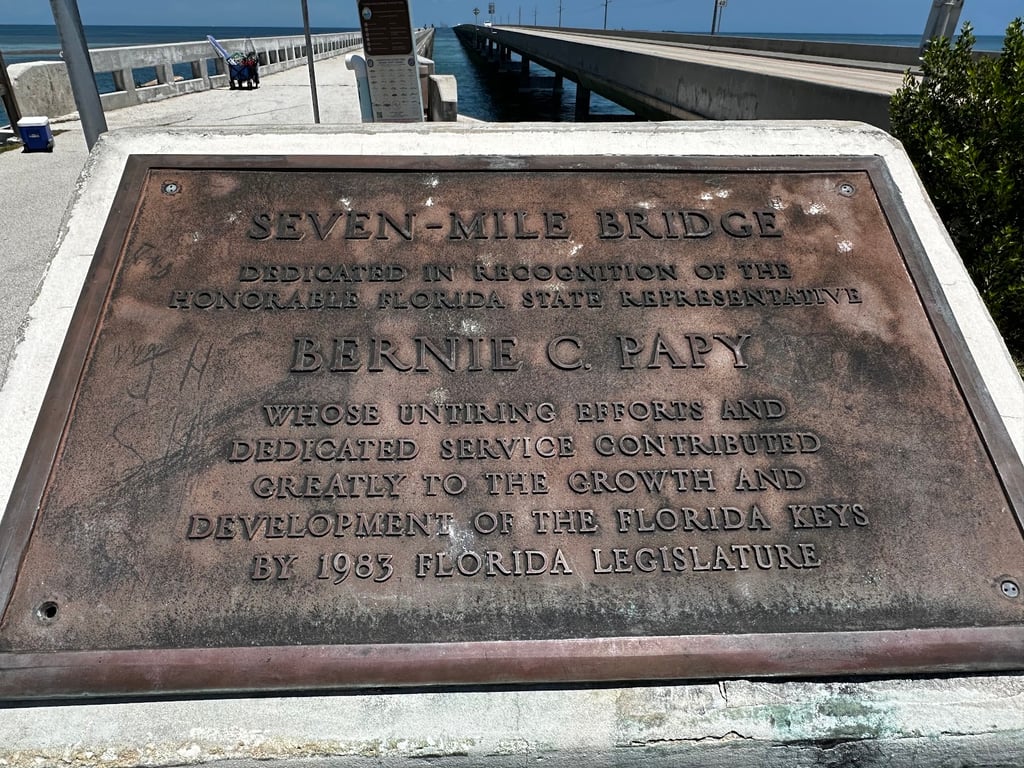 SEVEN-MILE BRIDGE
DEDICATED IN RECOGNITION OF THE
HONORABLE FLORIDA STATE REPRESENTATIVE
BERNIE C. PAPY
WHOSE UNTIRING EFFORTS AND
DEDICATED SERVICE CONTRIBUTED
GREATLY TO THE GROWTH AND
DEVELOPMENT OF THE FLORIDA KEYS
BY 1983 FLORIDA LEGISLATURE